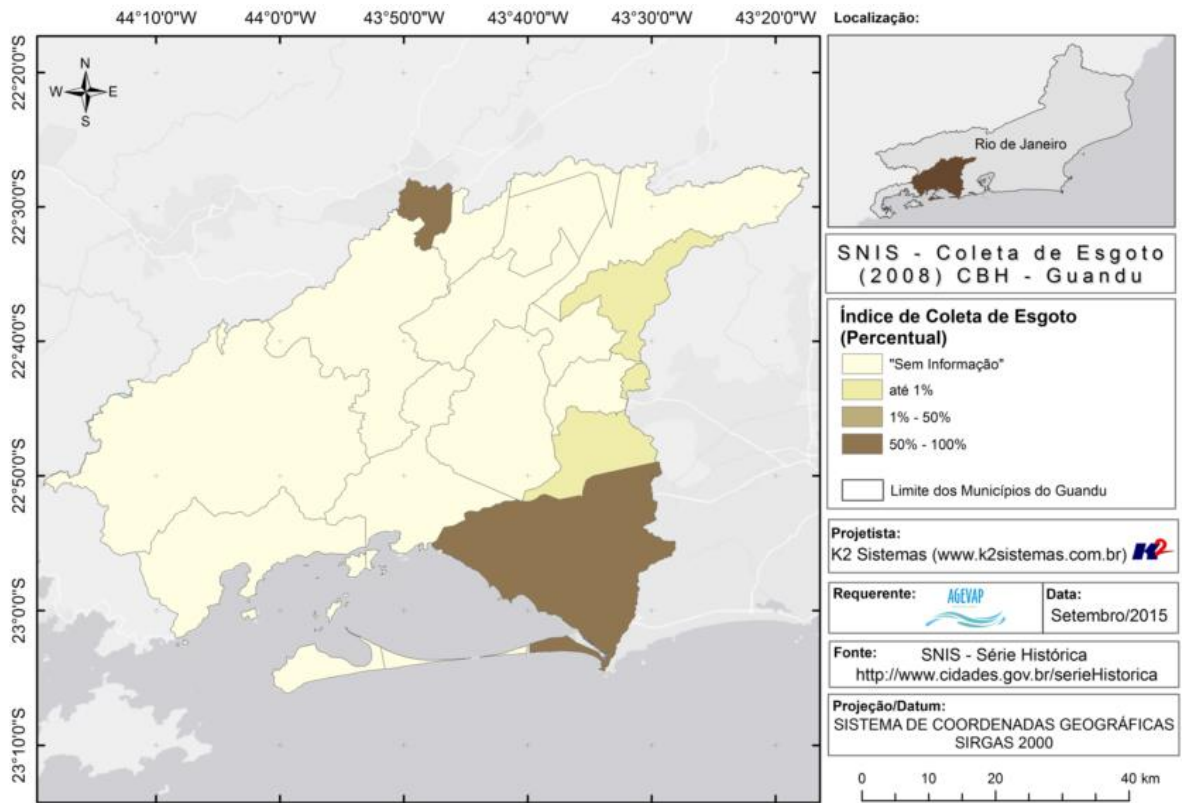 44°10'0"W 44°0'0"W 43°50'0"W 43°40'0"W 43°30'0"W 43°20'0"W
22°20'0"S
22°30'0"S
22°40'0"S
22°50'0"S
23°0'0"S
23°10'0"S
N
W E
S
Localização:
Rio de Janeiro
SNIS - Coleta de Esgoto
(2008) CBH - Guandu
Índice de Coleta de Esgoto
(Percentual)
"Sem Informação"
até 1%
1% - 50%
50% - 100%
Limite dos Municípios do Guandu
Projetista:
K2 Sistemas (www.k2sistemas.com.br) K2
Requerente:
AGEVAP
Data:
Setembro/2015
Fonte: SNIS - Série Histórica
http://www.cidades.gov.br/serieHistorica
Projeção/Datum:
SISTEMA DE COORDENADAS GEOGRÁFICAS
SIRGAS 2000
0 10 20 40 km